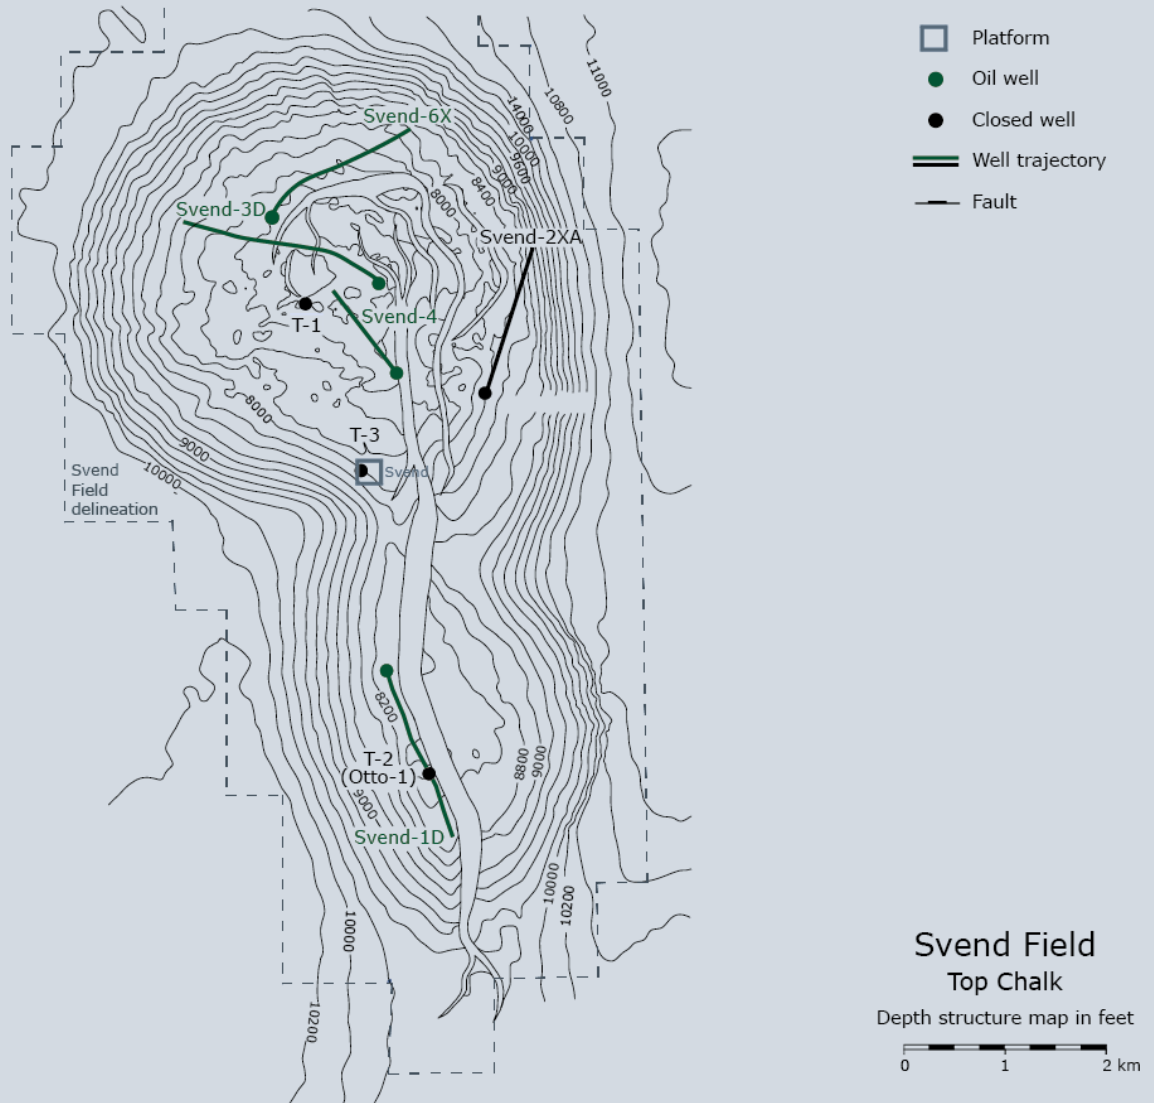 11000
10800
14000
10000
9600
9000
8400
8000
Svend-6X
Svend-3D
Svend-2XA
T-1
Svend-4
8000
T-3
9000
10000
Svend
Svend
Field
delineation
8200
T-2
(Otto-1)
8800
9000
9000
Svend-1D
10000
10200
10000
10200
Platform
Oil well
Closed well
Well trajectory
Fault
Svend Field
Top Chalk
Depth structure map in feet
0 1 2 km